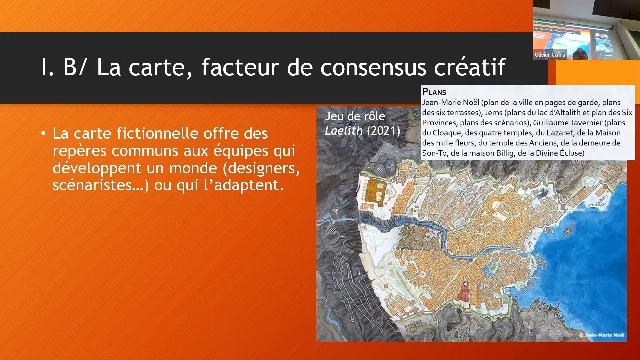 I. B/ La carte, facteur de consensus créatif
• La carte fictionnelle offre des
repères communs aux équipes qui
développent un monde (designers,
scénaristes…) ou qui l'adaptent.
Jeu de rôle
Laelith (2021)
PLANS
Jean-Marie Noël (plan de la ville en pages de garde, plans
des six terrasses), Jems (plans du lac d'Altalith et plan des Six
Provinces, plans des scénarios), Guillaume Tavernier (plans
du Cloaque, des quatre temples, du Lazaret, de la Maison
des mille fleurs, du temple des Anciens, de la demeure de
Son-To, de la maison Billig, de la Divine Écluse)
© Jean-Marie Noël